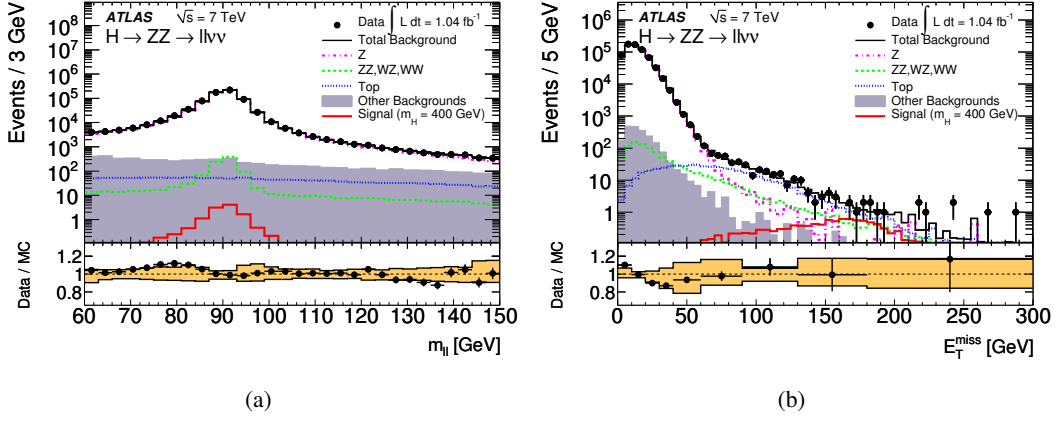 ATLAS √s = 7 TeV
H → ZZ → llνν
Data ∫ L dt = 1.04 fb⁻¹
Total Background
Z
ZZ,WZ,WW
Top
Other Backgrounds
Signal (m_H = 400 GeV)
Events / 3 GeV
10⁸
10⁷
10⁶
10⁵
10⁴
10³
10²
10
1
Data / MC
1.2
1
0.8
60 70 80 90 100 110 120 130 140 150
m_ll [GeV]
(a)
ATLAS √s = 7 TeV
H → ZZ → llνν
Data ∫ L dt = 1.04 fb⁻¹
Total Background
Z
ZZ,WZ,WW
Top
Other Backgrounds
Signal (m_H = 400 GeV)
Events / 5 GeV
10⁶
10⁵
10⁴
10³
10²
10
1
Data / MC
1.2
1
0.8
0 50 100 150 200 250 300
E_T^miss [GeV]
(b)